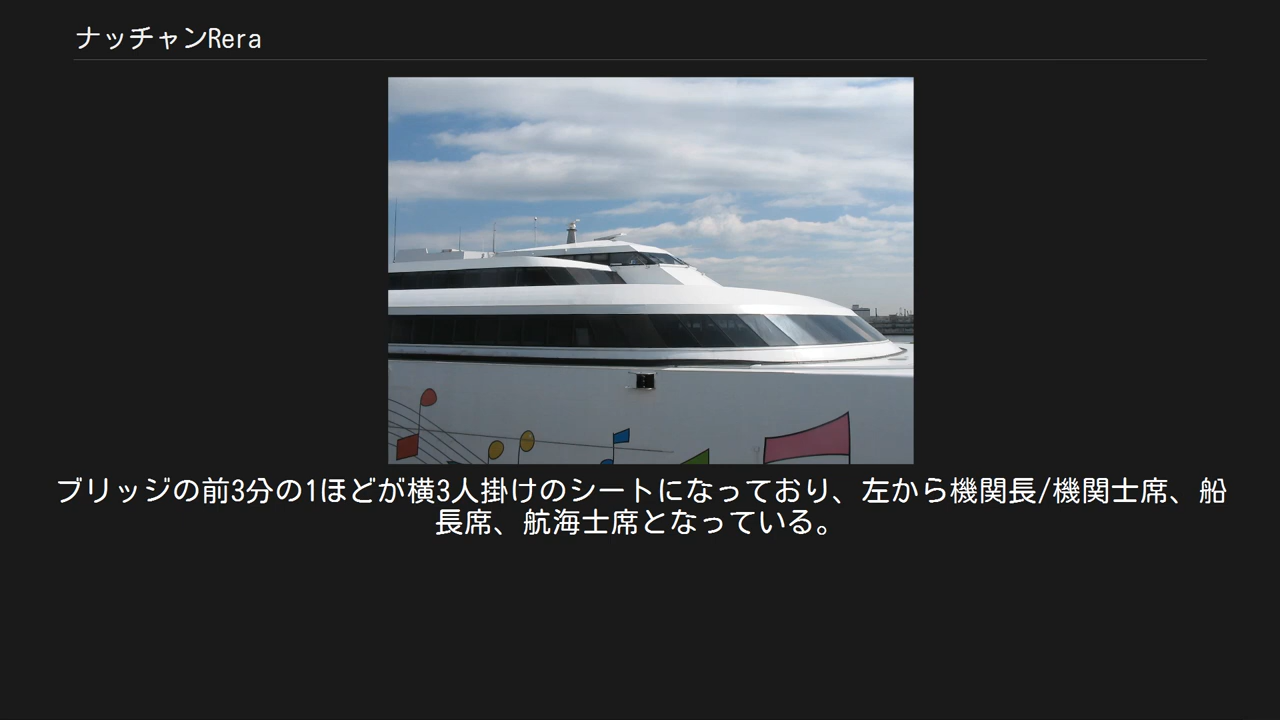 ナッチャンRera
ブリッジの前3分の1ほどが横3人掛けのシートになっており、左から機関長/機関士席、船
長席、航海士席となっている。